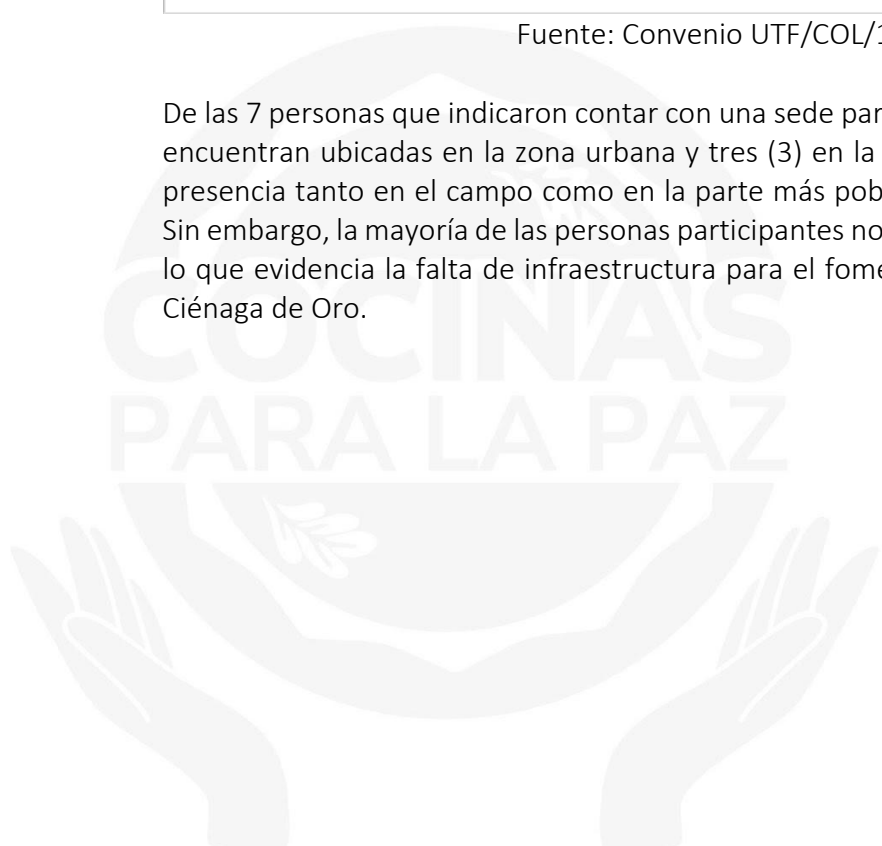 Fuente: Convenio UTF/COL/1
De las 7 personas que indicaron contar con una sede par
encuentran ubicadas en la zona urbana y tres (3) en la
presencia tanto en el campo como en la parte más pob
Sin embargo, la mayoría de las personas participantes no
lo que evidencia la falta de infraestructura para el fome
Ciénaga de Oro.
COCINAS
PARA LA PAZ